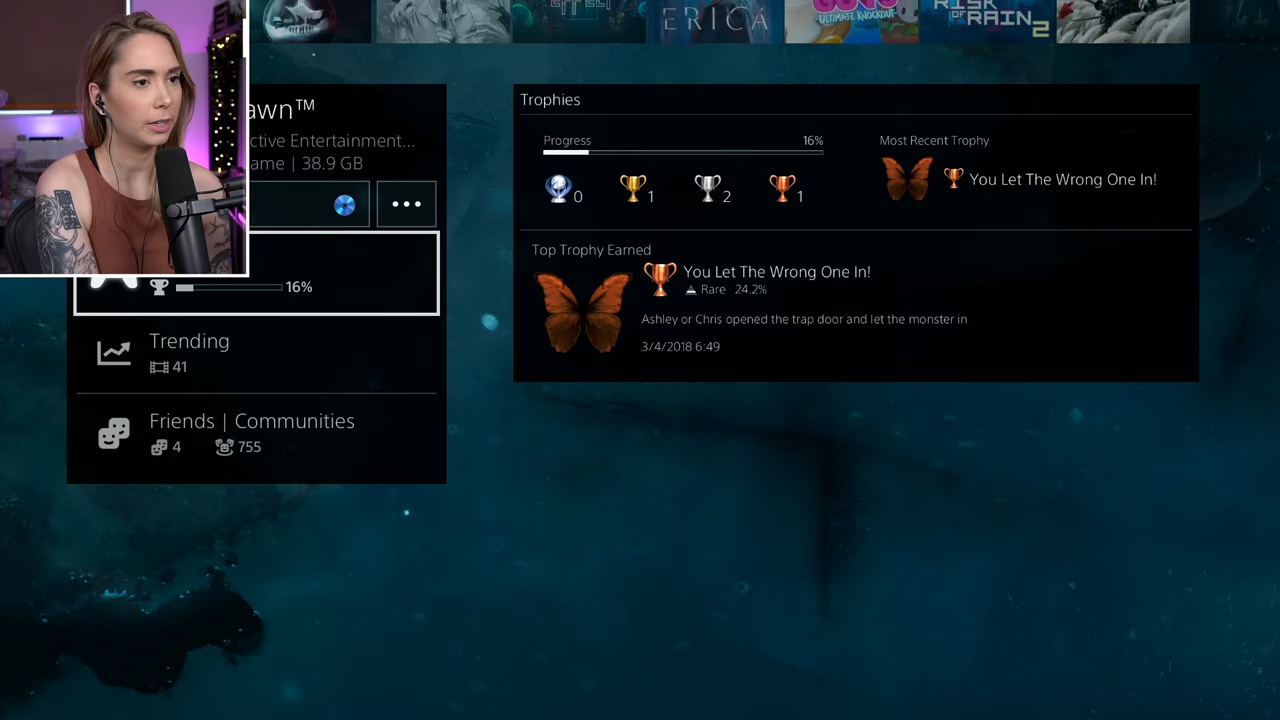 ERICA
ULTIMATE KNOCKOUT
RISK
OF RAIN 2
awn™
ctive Entertainment...
ame | 38.9 GB
16%
Trending
41
Friends | Communities
4 755
Trophies
Progress 16%
0 1 2 1
Most Recent Trophy
You Let The Wrong One In!
Top Trophy Earned
You Let The Wrong One In!
Rare 24.2%
Ashley or Chris opened the trap door and let the monster in
3/4/2018 6:49